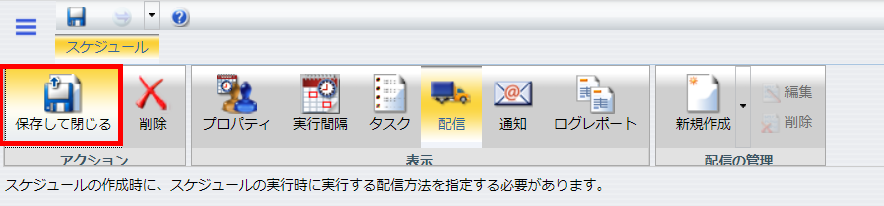 スケジュール
保存して閉じる 削除 プロパティ 実行間隔 タスク 配信 通知 ログレポート 新規作成 編集
削除
アクション 表示 配信の管理
スケジュールの作成時に、スケジュールの実行時に実行する配信方法を指定する必要があります。